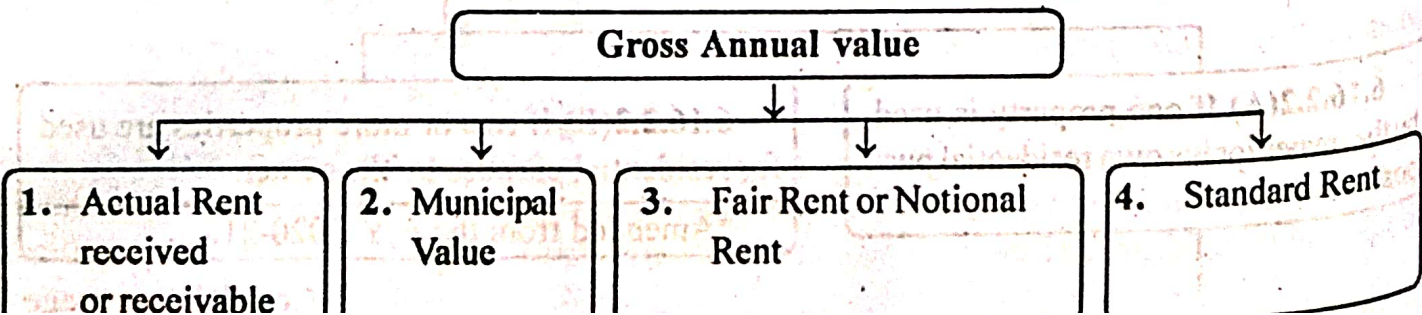 Gross Annual value
1. Actual Rent
received
or receivable
2. Municipal
Value
3. Fair Rent or Notional
Rent
4. Standard Rent